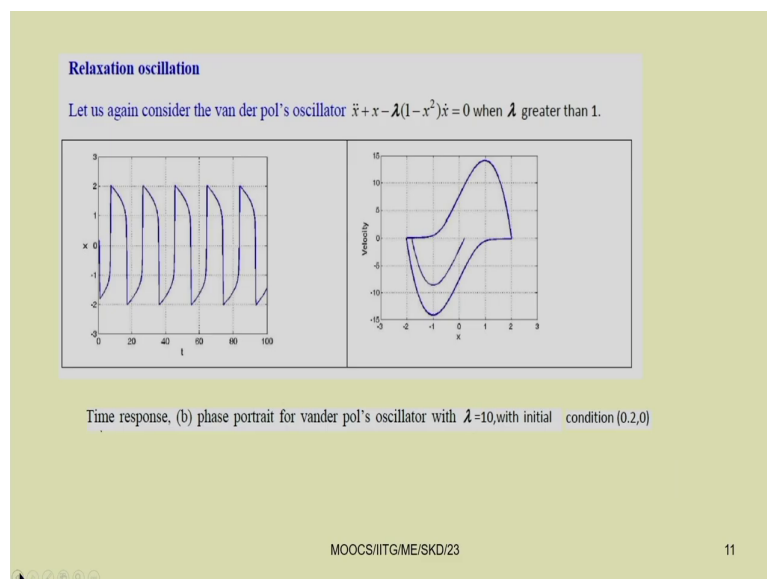 Relaxation oscillation
Let us again consider the van der pol's oscillator ẍ + x − λ(1−x²)ẋ = 0 when λ greater than 1.
3
2
1
x 0
-1
-2
-3
0 20 40 60 80 100
t
15
10
5
Velocity 0
-5
-10
-15
-3 -2 -1 0 1 2 3
x
Time response, (b) phase portrait for vander pol's oscillator with λ =10,with initial condition (0.2,0)
MOOCS/IITG/ME/SKD/23 11